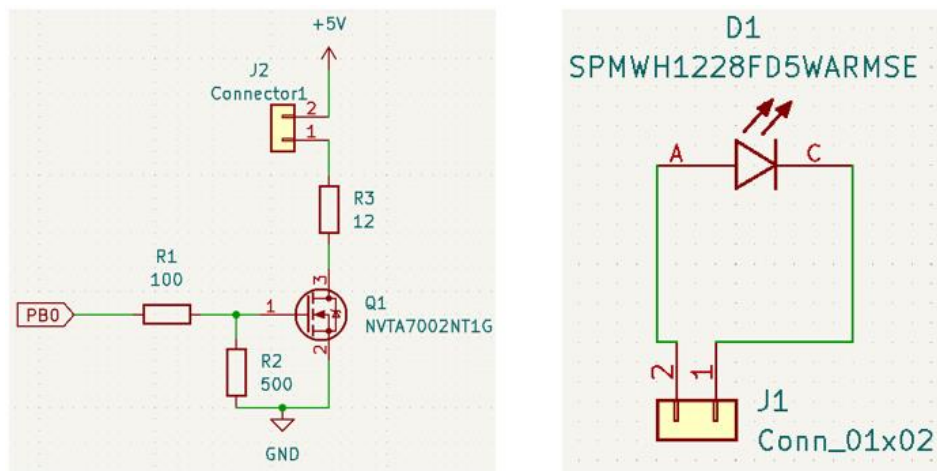 +5V
J2
Connector1
2
1
R3
12
R1
100
3
PB0
1
Q1
NVTA7002NT1G
2
R2
500
GND
D1
SPMWH1228FD5WARMSE
A
C
2
1
J1
Conn_01x02